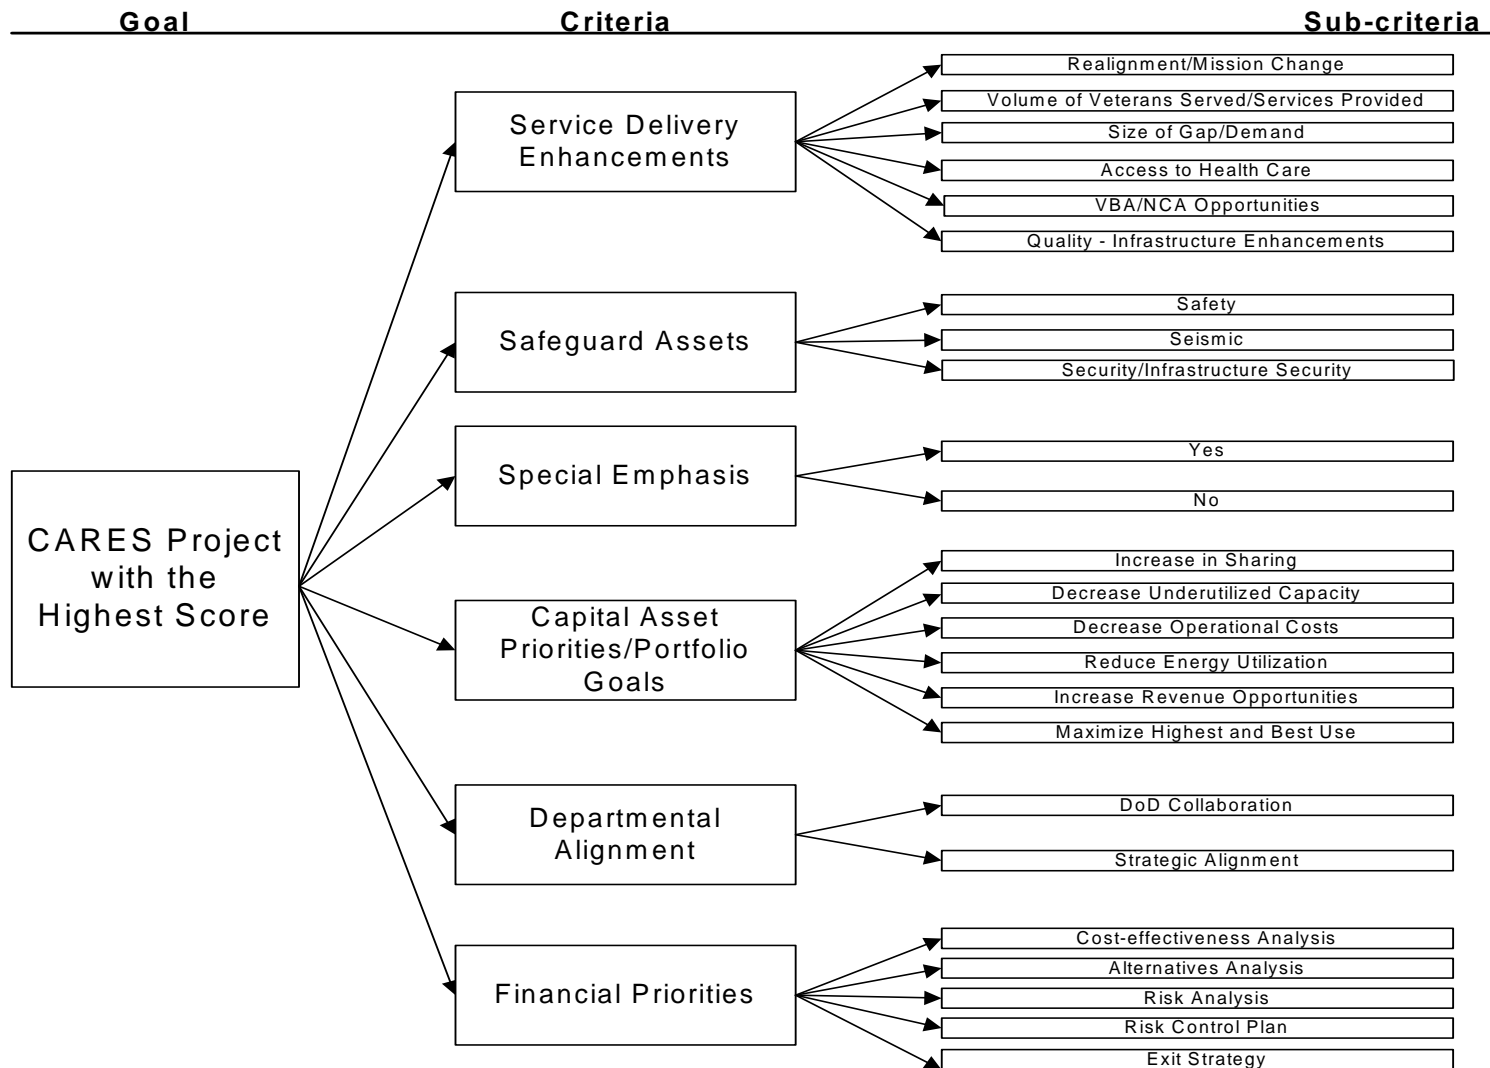 Goal
Criteria
Sub-criteria
CARES Project
with the
Highest Score
Service Delivery
Enhancements
Realignment/Mission Change
Volume of Veterans Served/Services Provided
Size of Gap/Demand
Access to Health Care
VBA/NCA Opportunities
Quality - Infrastructure Enhancements
Safeguard Assets
Safety
Seismic
Security/Infrastructure Security
Special Emphasis
Yes
No
Capital Asset
Priorities/Portfolio
Goals
Increase in Sharing
Decrease Underutilized Capacity
Decrease Operational Costs
Reduce Energy Utilization
Increase Revenue Opportunities
Maximize Highest and Best Use
Departmental
Alignment
DoD Collaboration
Strategic Alignment
Financial Priorities
Cost-effectiveness Analysis
Alternatives Analysis
Risk Analysis
Risk Control Plan
Exit Strategy